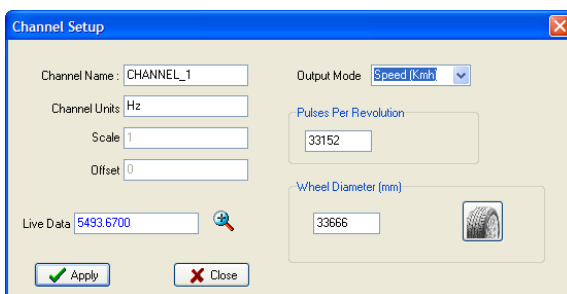 Channel Setup
Channel Name : CHANNEL_1
Channel Units Hz
Scale 1
Offset 0
Live Data 5493.6700
Apply
Close
Output Mode Speed (Kmh)
Pulses Per Revolution
33152
Wheel Diameter (mm)
33666